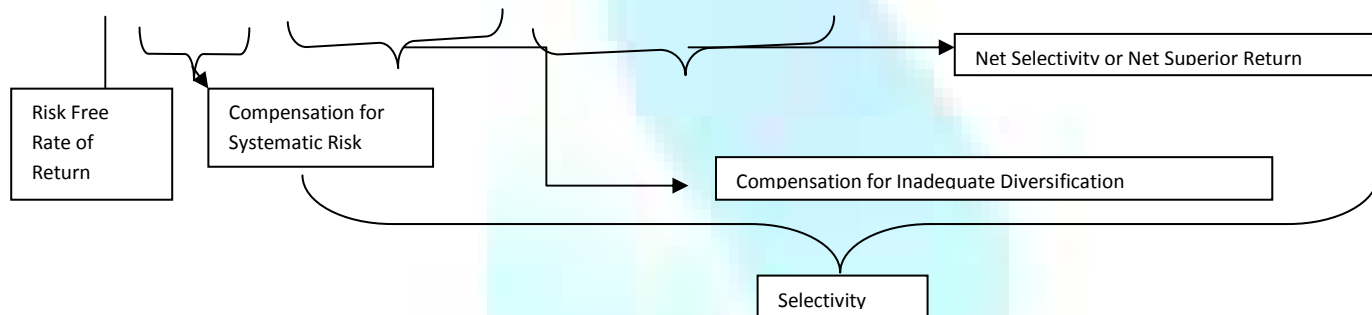 Net Selectivity or Net Superior Return
Risk Free
Rate of
Return
Compensation for
Systematic Risk
Compensation for Inadequate Diversification
Selectivity